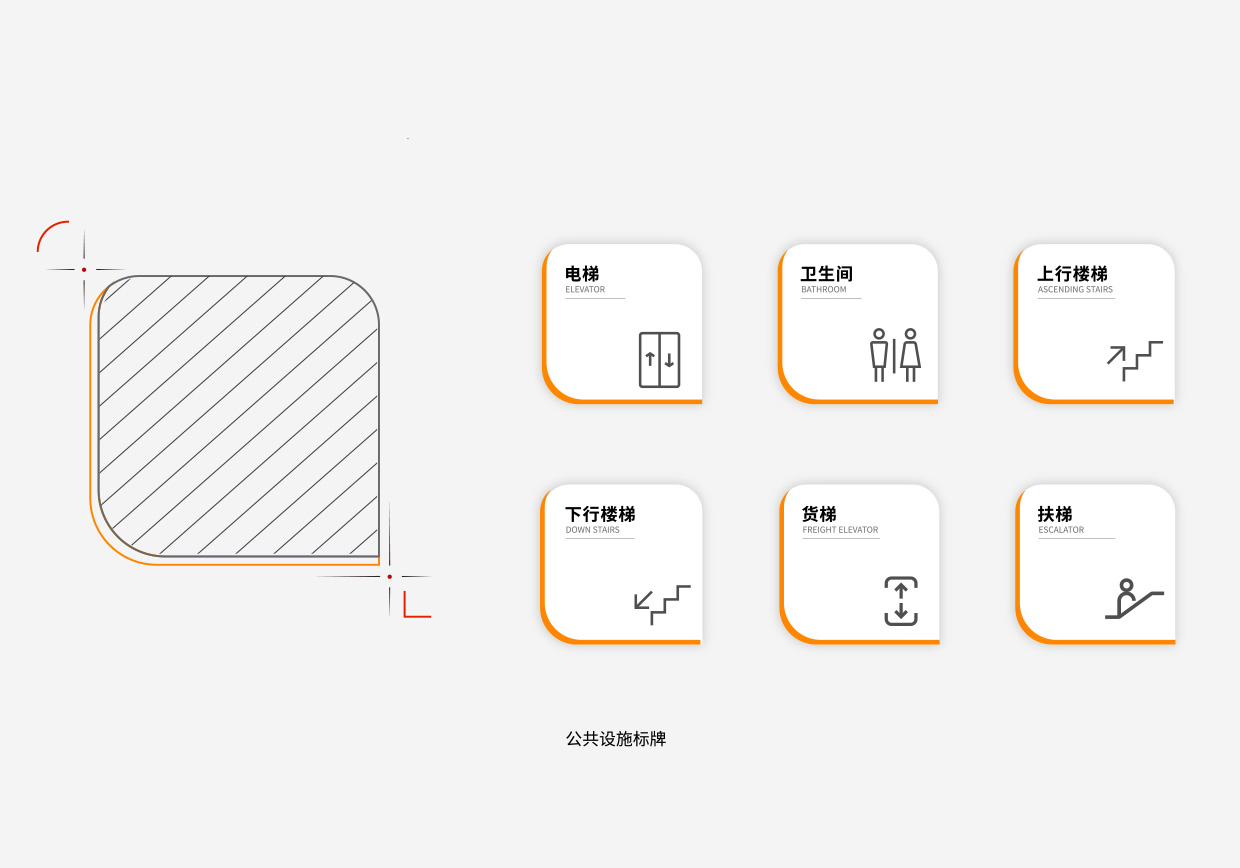 电梯
ELEVATOR
卫生间
BATHROOM
上行楼梯
ASCENDING STAIRS
下行楼梯
DOWN STAIRS
货梯
FREIGHT ELEVATOR
扶梯
ESCALATOR
公共设施标牌